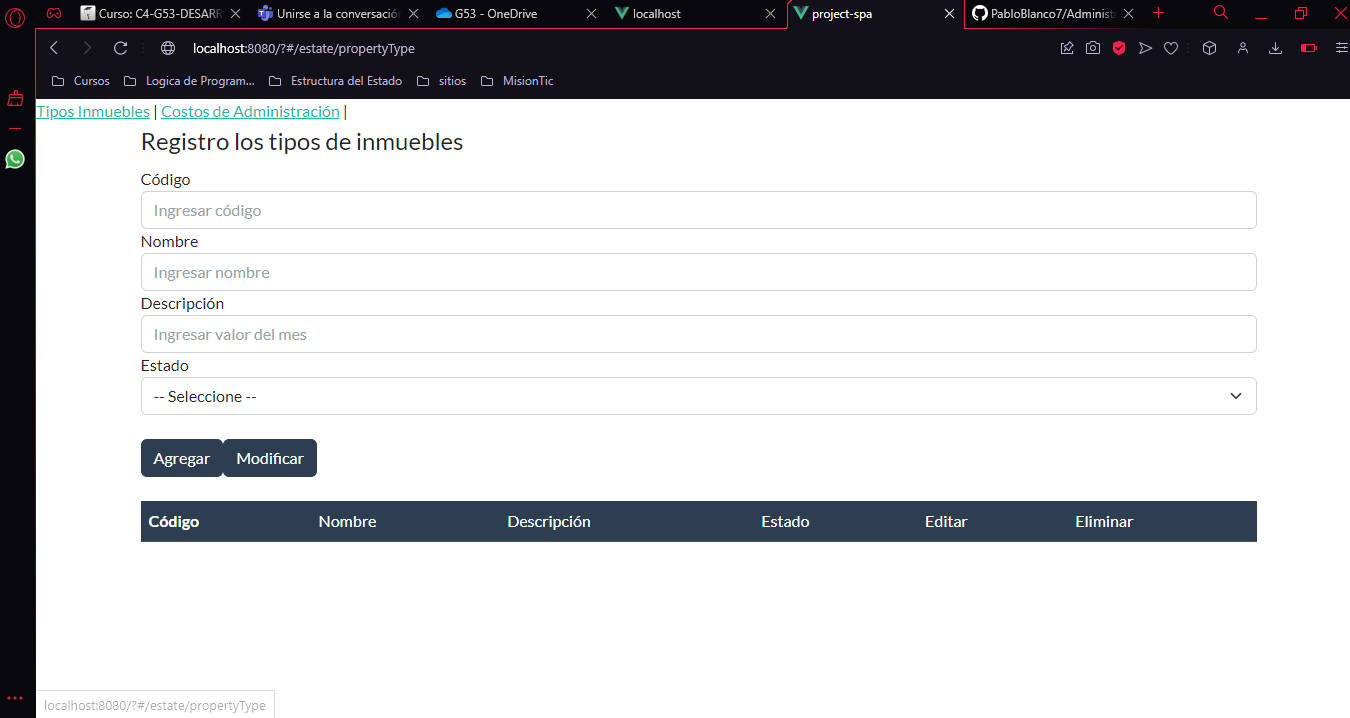 Curso: C4-G53-DESARR
Unirse a la conversación
G53 - OneDrive
localhost
project-spa
PabloBlanco7/Administ
localhost:8080/?#/estate/propertyType
Cursos
Logica de Program...
Estructura del Estado
sitios
MisionTic
Tipos Inmuebles | Costos de Administración |
Registro los tipos de inmuebles
Código
Ingresar código
Nombre
Ingresar nombre
Descripción
Ingresar valor del mes
Estado
-- Seleccione --
Agregar Modificar
Código Nombre Descripción Estado Editar Eliminar
localhost:8080/?#/estate/propertyType